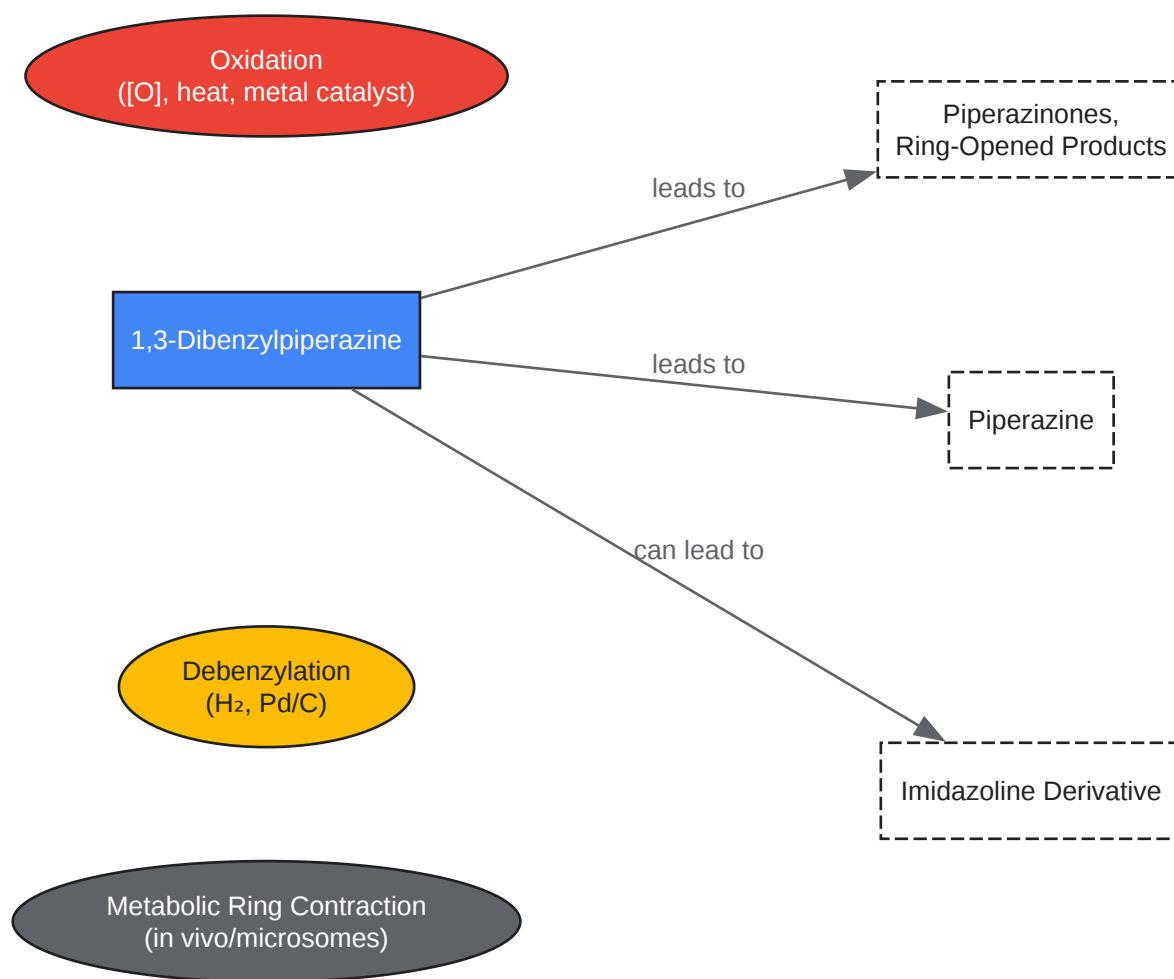 Oxidation
([O], heat, metal catalyst)
Piperazinones,
Ring-Opened Products
leads to
1,3-Dibenzylpiperazine
leads to
Piperazine
can lead to
Debenzylation
(H₂, Pd/C)
Imidazoline Derivative
Metabolic Ring Contraction
(in vivo/microsomes)